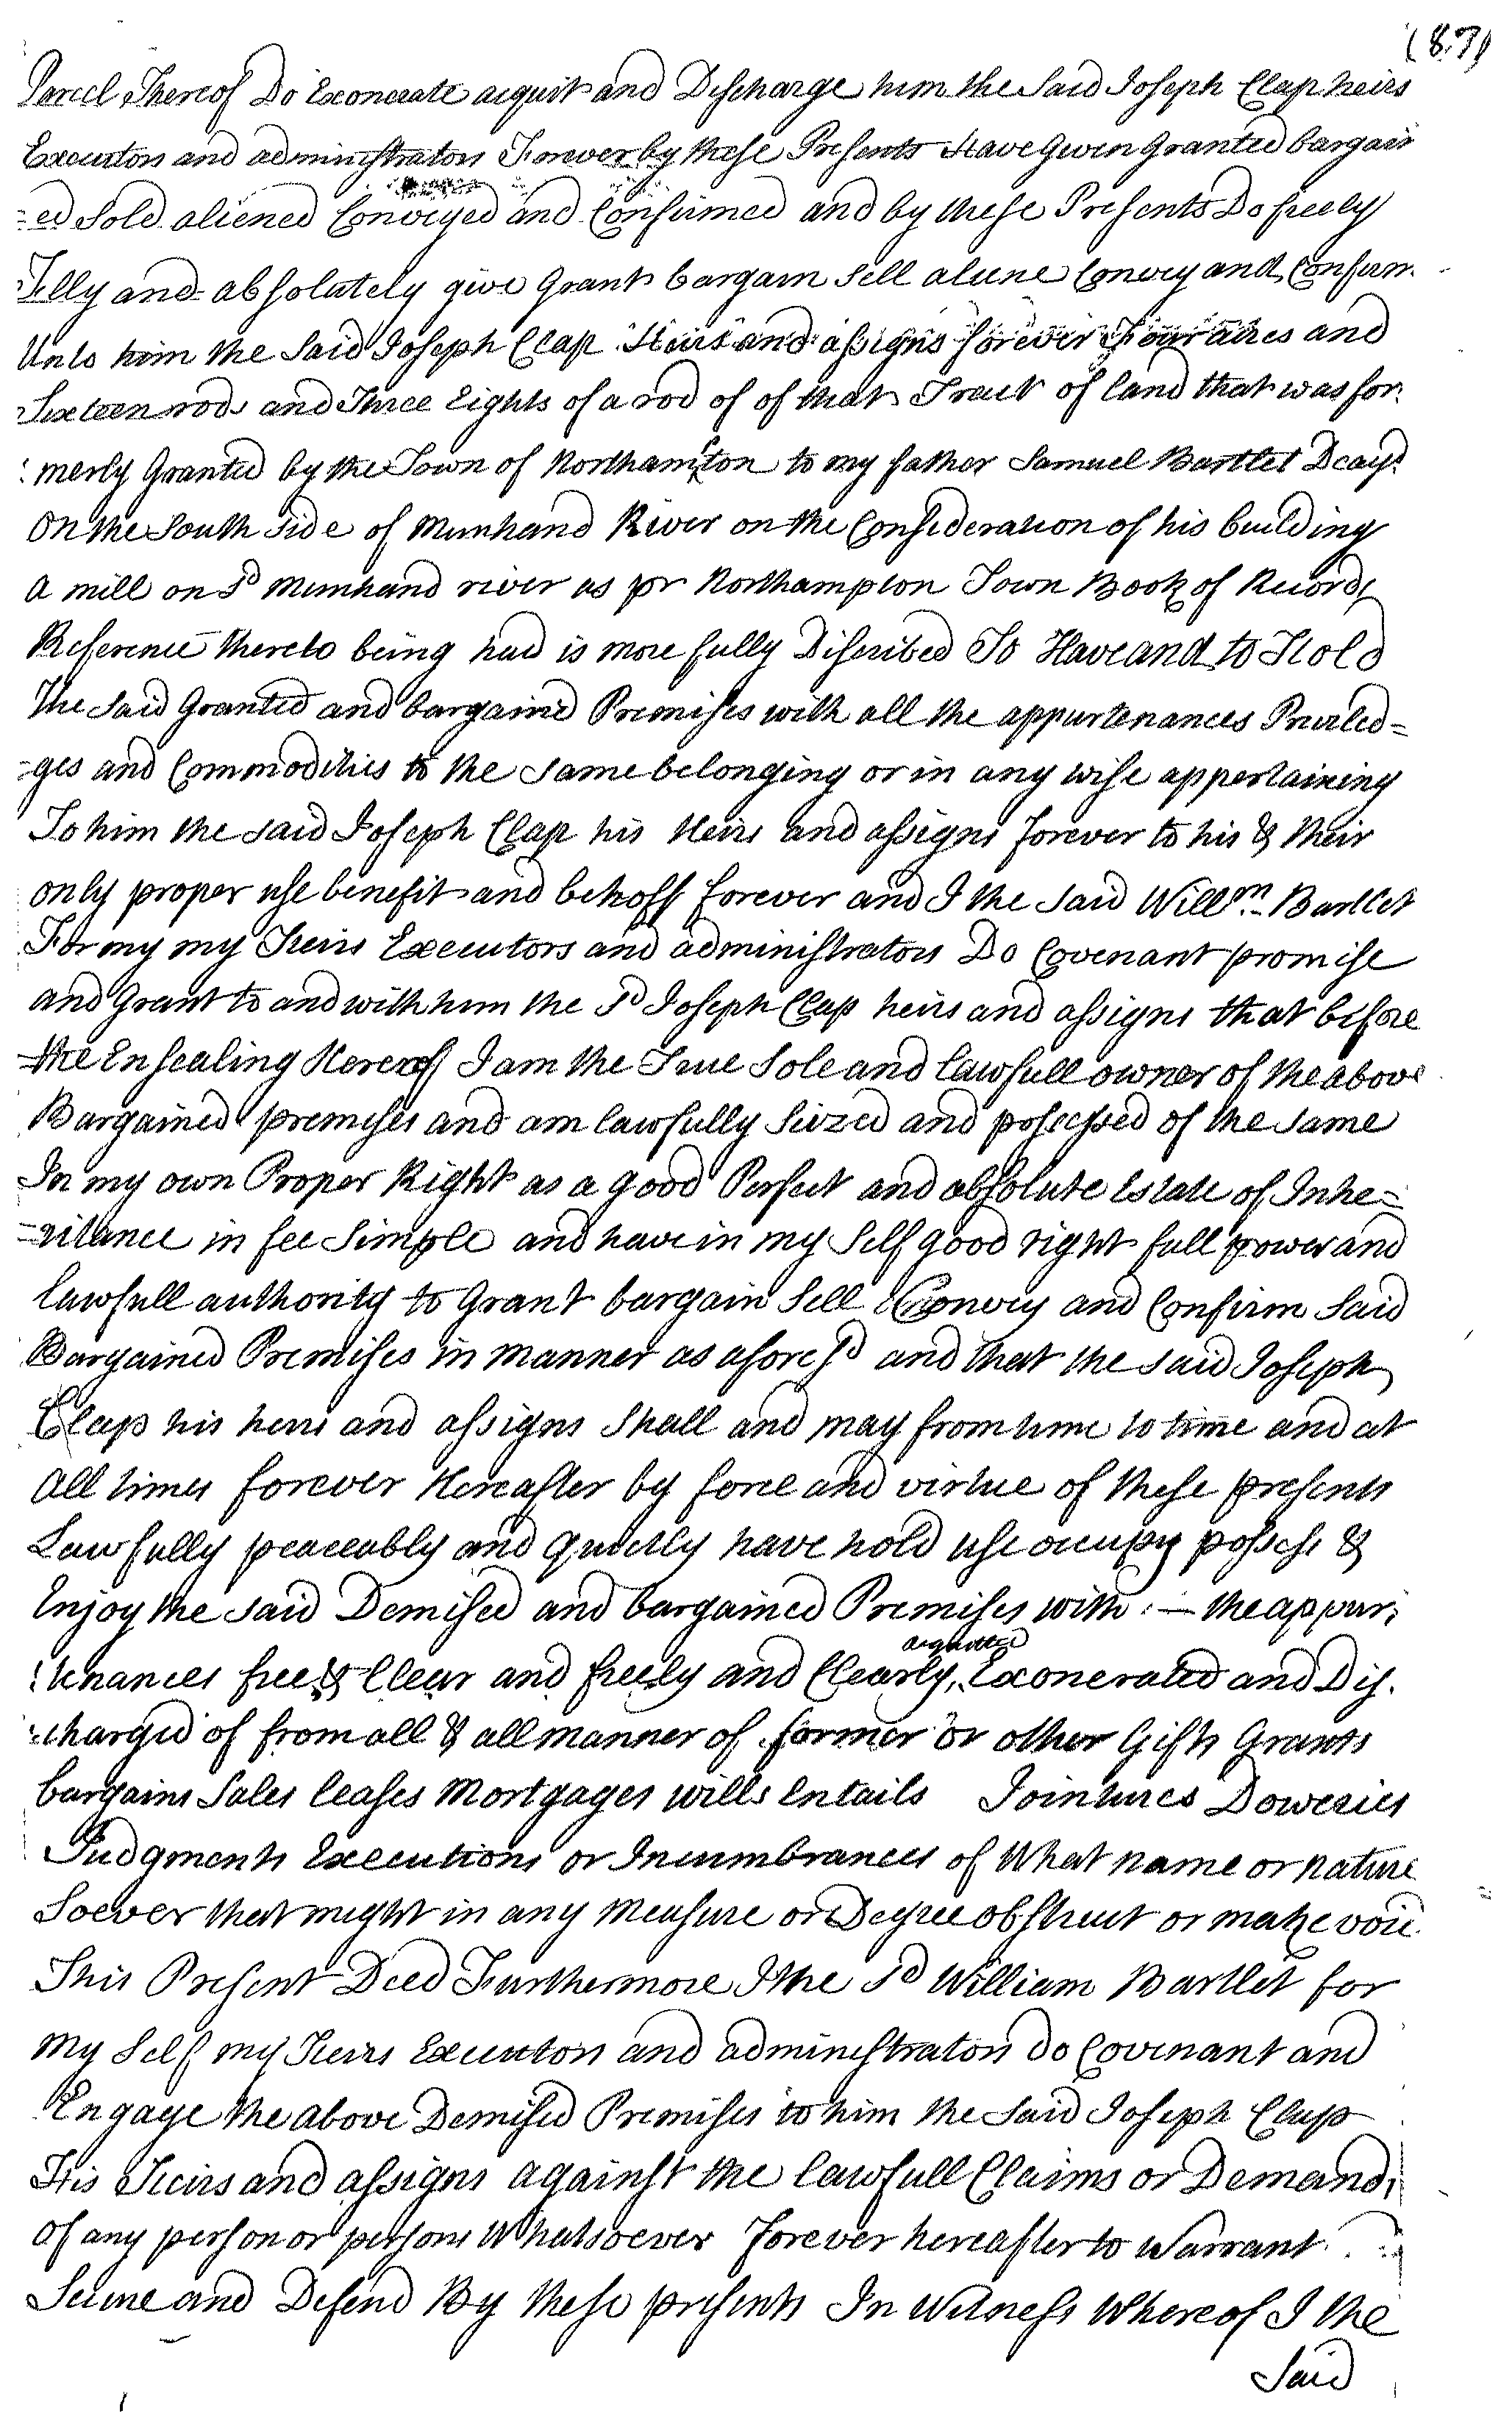 (87)
Parcel Thereof Do Exonerate acquit and Discharge him the Said Joseph Clap heirs
Executors and administrators Forever by these Presents Have Given Granted bargain
=ed Sold aliened Conveyed and Confirmed and by these Presents Do freely
Fully and absolutely give Grant bargain Sell aliene Convey and Confirm
Unto him the Said Joseph Clap Heirs and assigns forever Four acres and
Sixteen rods and Three Eights of a rod of of that Tract of land that was for:
:merly Granted by the Town of Northampton to my father Samuel Bartlet Decasd
On the South Side of Munhand River on the Consideration of his building
a mill on Sd Munhand river as pr Northampton Town Book of Records
Reference thereto being had is more fully Discribed To Have and to Hold
The Said Granted and bargaind Premises with all the appurtenances Priviled=
=ges and Commodities to the Same belonging or in any wise appertaining
To him the Said Joseph Clap his Heirs and assigns forever to his & their
only proper use benefit and behoff forever and I the Said Willm Bartlet
For my my Heirs Executors and administrators Do Covenant promise
and Grant to and with him the Sd Joseph Clap heirs and assigns that before
the Ensealing Hereof I am the True Sole and lawfull owner of the above
Bargained premises and am lawfully Siezed and posessed of the Same
In my own Proper Right as a good Perfect and absolute Estate of Inhe=
=ritance in fee Simple and have in my Self good right full power and
lawfull authority to Grant bargain Sell Convey and Confirm Said
Bargained Premises in manner as afore Sd and that the Said Joseph
Clap his heirs and assigns Shall and may from time to time and at
all times forever Hereafter by force and virtue of these presents
Lawfully peaceably and quietly have hold use occupy possess &
Enjoy the Said Demised and bargained Premises with :— the appur:
:tenances free & Clear and freely and Clearly, acquitted Exonerated and Dis:
:charged of from all & all manner of former or other Gifts Grants
bargains Sales leases Mortgages wills Entails Jointures Doweries
Judgments Executions or Incumbrances of What name or nature
Soever that might in any Measure or Degree obstruct or make void
This Present Deed Furthermore I the Sd William Bartlet for
my Self my Heirs Executors and administrators do Covenant and
Engage the above Demised Premises to him the Said Joseph Clap
His Heirs and assigns against the lawfull Claims or Demands
of any person or persons Whatsoever forever hereafter to Warrant
Secure and Defend By these presents In Witness Whereof I the
Said